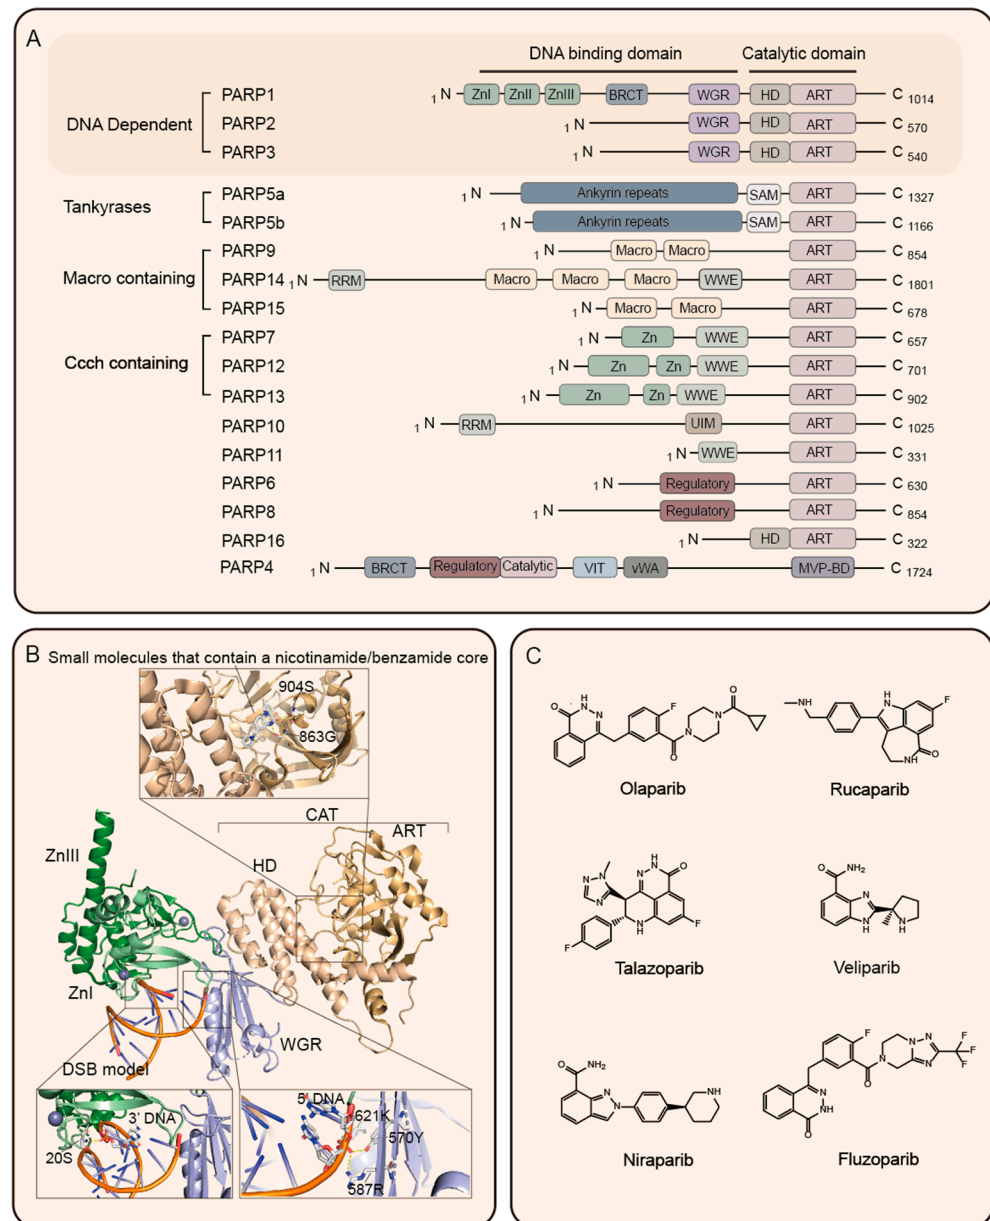 A
DNA binding domain Catalytic domain
DNA Dependent
PARP1 1 N ZnI ZnII ZnIII BRCT WGR HD ART C 1014
PARP2 1 N WGR HD ART C 570
PARP3 1 N WGR HD ART C 540
Tankyrases
PARP5a 1 N Ankyrin repeats SAM ART C 1327
PARP5b 1 N Ankyrin repeats SAM ART C 1166
Macro containing
PARP9 1 N Macro Macro ART C 854
PARP14 1 N RRM Macro Macro Macro WWE ART C 1801
PARP15 1 N Macro Macro ART C 678
Ccch containing
PARP7 1 N Zn WWE ART C 657
PARP12 1 N Zn Zn WWE ART C 701
PARP13 1 N Zn Zn WWE ART C 902
PARP10 1 N RRM UIM ART C 1025
PARP11 1 N WWE ART C 331
PARP6 1 N Regulatory ART C 630
PARP8 1 N Regulatory ART C 854
PARP16 1 N HD ART C 322
PARP4 1 N BRCT Regulatory Catalytic VIT vWA MVP-BD C 1724
B
Small molecules that contain a nicotinamide/benzamide core
904S
863G
CAT
ART
HD
ZnIII
ZnI
WGR
DSB model
3' DNA
20S
5' DNA
621K
570Y
587R
C
H
N
NH
O
N
N
F
O
N
N
O
Olaparib
NH
H
N
F
NH
O
Rucaparib
N
N
N
N
NH
O
F
N
H
F
Talazoparib
O
NH2
N
N
H
N
H
Veliparib
O
NH2
N
N
NH
Niraparib
F
O
N
N
N
N
F
F
F
N
NH
O
Fluzoparib